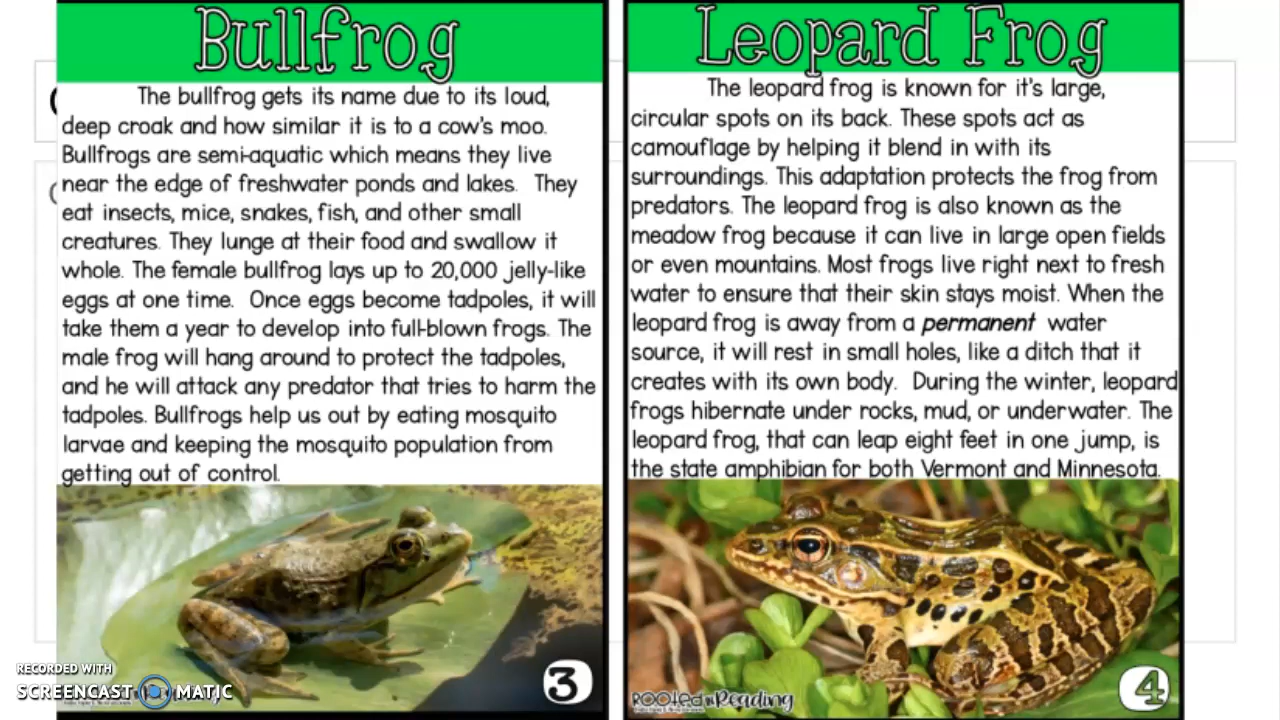 Bullfrog
The bullfrog gets its name due to its loud,
deep croak and how similar it is to a cow's moo.
Bullfrogs are semi-aquatic which means they live
near the edge of freshwater ponds and lakes. They
eat insects, mice, snakes, fish, and other small
creatures. They lunge at their food and swallow it
whole. The female bullfrog lays up to 20,000 jelly-like
eggs at one time. Once eggs become tadpoles, it will
take them a year to develop into full-blown frogs. The
male frog will hang around to protect the tadpoles,
and he will attack any predator that tries to harm the
tadpoles. Bullfrogs help us out by eating mosquito
larvae and keeping the mosquito population from
getting out of control.
3
RECORDED WITH
SCREENCAST MATIC
Leopard Frog
The leopard frog is known for it's large,
circular spots on its back. These spots act as
camouflage by helping it blend in with its
surroundings. This adaptation protects the frog from
predators. The leopard frog is also known as the
meadow frog because it can live in large open fields
or even mountains. Most frogs live right next to fresh
water to ensure that their skin stays moist. When the
leopard frog is away from a permanent water
source, it will rest in small holes, like a ditch that it
creates with its own body. During the winter, leopard
frogs hibernate under rocks, mud, or underwater. The
leopard frog, that can leap eight feet in one jump, is
the state amphibian for both Vermont and Minnesota.
ROOTED IN Reading
4